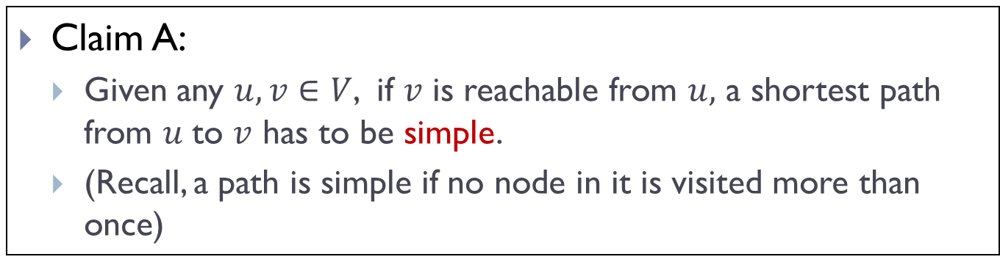 Claim A:
Given any 𝑢, 𝑣 ∈ 𝑉, if 𝑣 is reachable from 𝑢, a shortest path
from 𝑢 to 𝑣 has to be simple.
(Recall, a path is simple if no node in it is visited more than
once)